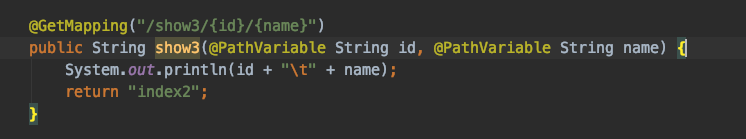 @GetMapping("/show3/{id}/{name}")
public String show3(@PathVariable String id, @PathVariable String name) {
System.out.println(id + "\t" + name);
return "index2";
}